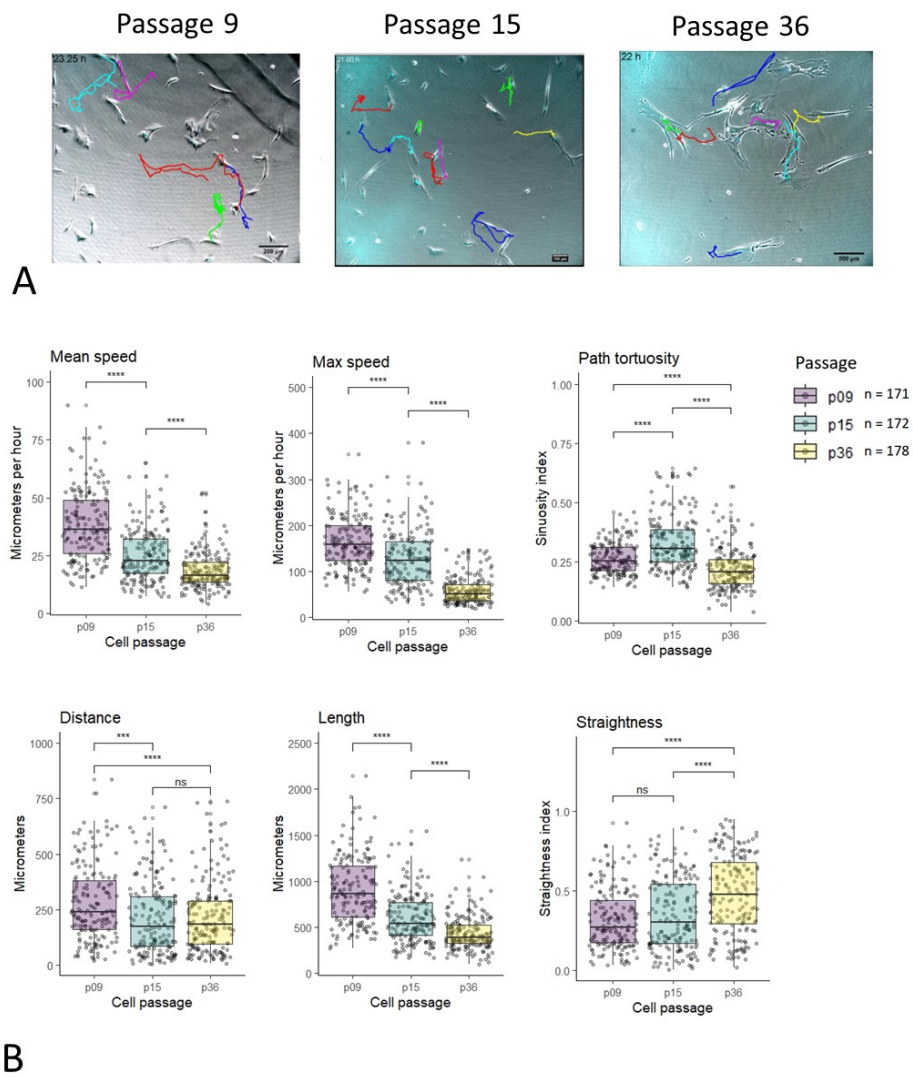 Passage 9
Passage 15
Passage 36
23.25 h
21.00 h
22 h
200 µm
100 µm
200 µm
A
Mean speed
Micrometers per hour
100
75
50
25
0
****
****
p09
p15
p36
Cell passage
Max speed
Micrometers per hour
500
400
300
200
100
0
****
****
p09
p15
p36
Cell passage
Path tortuosity
Sinuosity index
1.00
0.75
0.50
0.25
0.00
****
****
****
p09
p15
p36
Cell passage
Passage
p09 n = 171
p15 n = 172
p36 n = 178
Distance
Micrometers
1000
750
500
250
0
***
****
ns
p09
p15
p36
Cell passage
Length
Micrometers
2500
2000
1500
1000
500
0
****
****
p09
p15
p36
Cell passage
Straightness
Straightness index
1.0
0.5
0.0
****
****
ns
p09
p15
p36
Cell passage
B